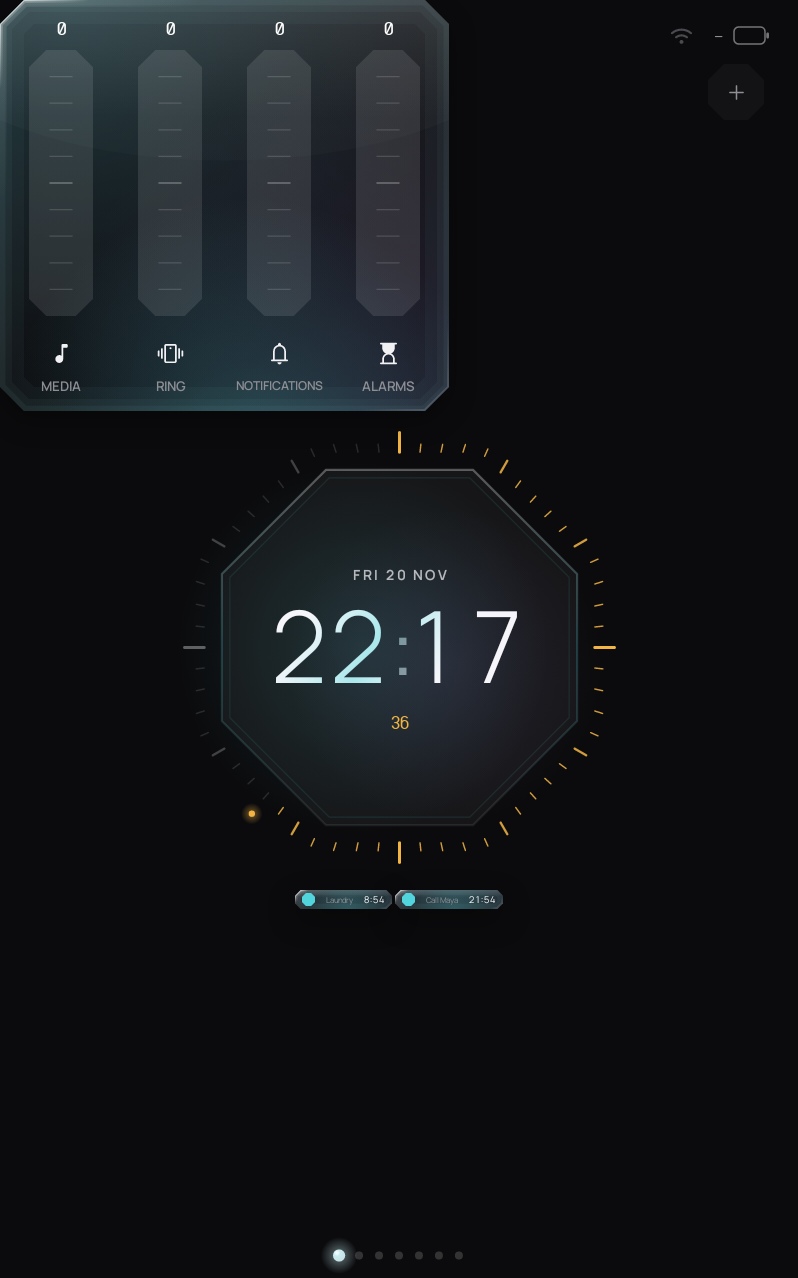 0 0 0 0
MEDIA RING NOTIFICATIONS ALARMS
FRI 20 NOV
22:17
36
Laundry 8:54 Call Maya 21:54